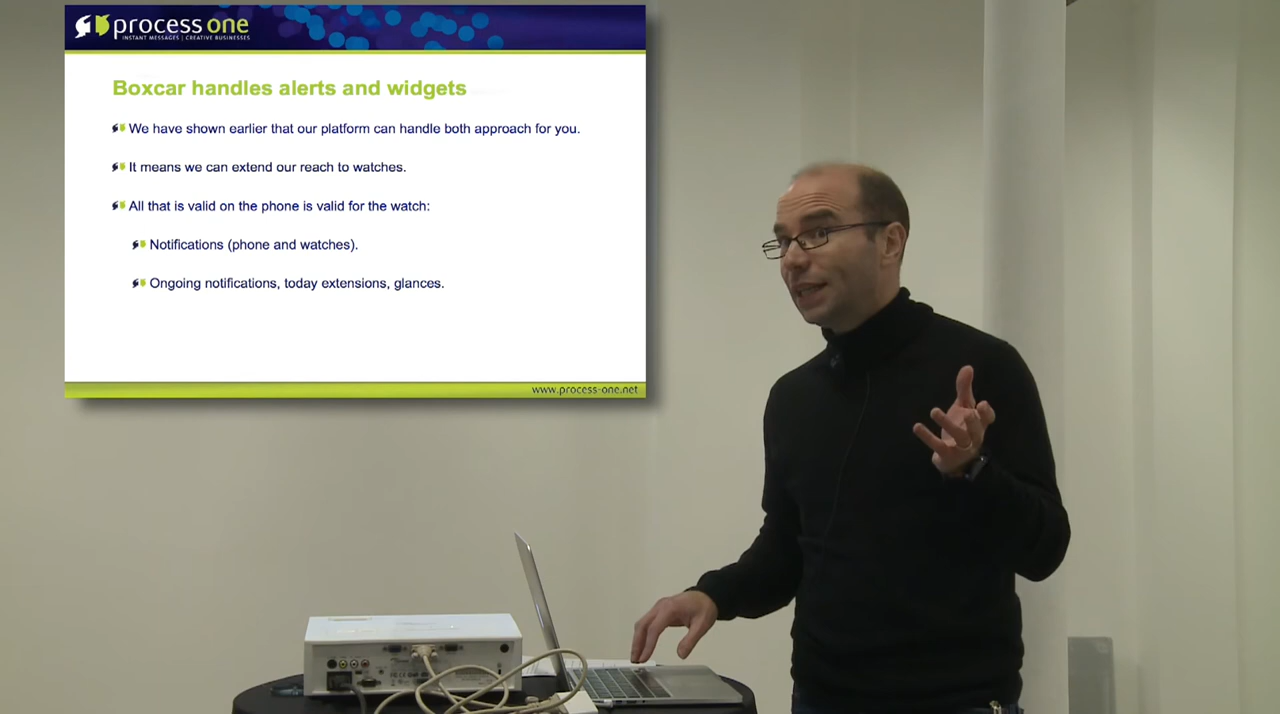 process one
INSTANT MESSAGES | CREATIVE BUSINESSES
Boxcar handles alerts and widgets
We have shown earlier that our platform can handle both approach for you.
It means we can extend our reach to watches.
All that is valid on the phone is valid for the watch:
Notifications (phone and watches).
Ongoing notifications, today extensions, glances.
www.process-one.net